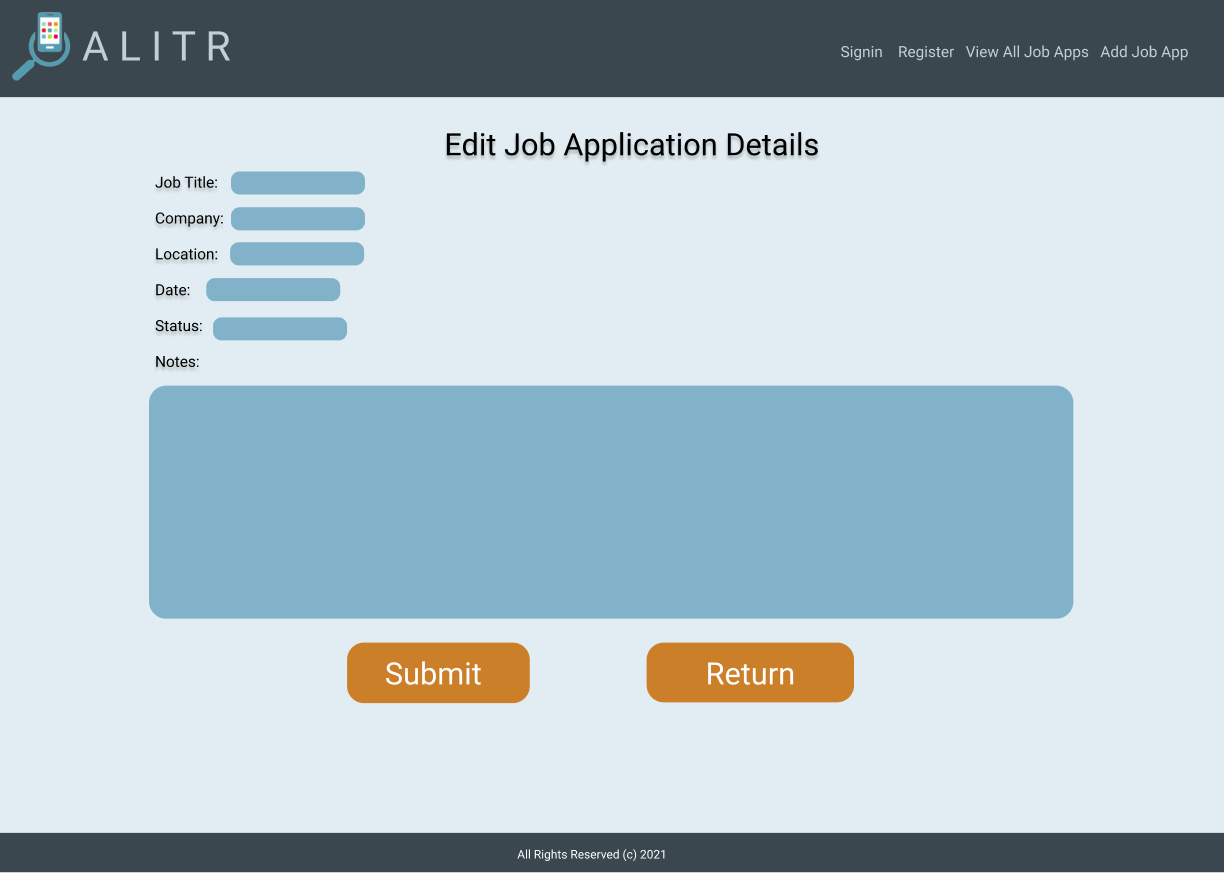 ALITR
Signin Register View All Job Apps Add Job App
Edit Job Application Details
Job Title:
Company:
Location:
Date:
Status:
Notes:
Submit Return
All Rights Reserved (c) 2021